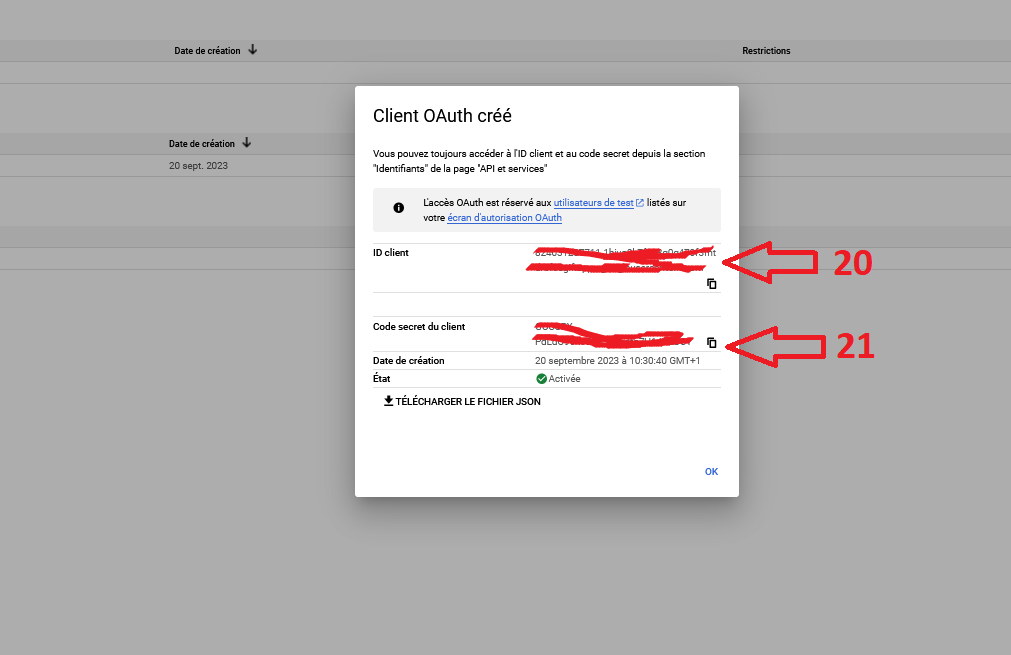 Date de création
Restrictions
Date de création
20 sept. 2023
Client OAuth créé
Vous pouvez toujours accéder à l'ID client et au code secret depuis la section
"Identifiants" de la page "API et services"
L'accès OAuth est réservé aux utilisateurs de test listés sur
votre écran d'autorisation OAuth
ID client
20
Code secret du client
21
Date de création 20 septembre 2023 à 10:30:40 GMT+1
État Activée
TÉLÉCHARGER LE FICHIER JSON
OK